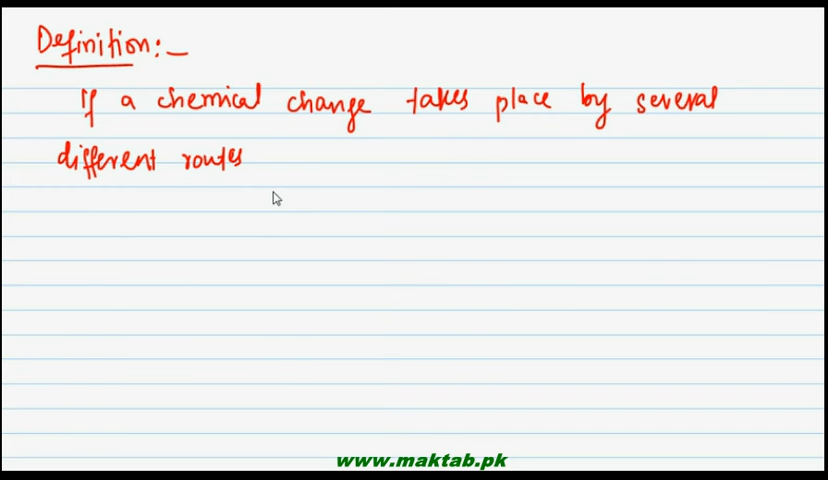 Definition:-
If a chemical change takes place by several
different routes
www.maktab.pk